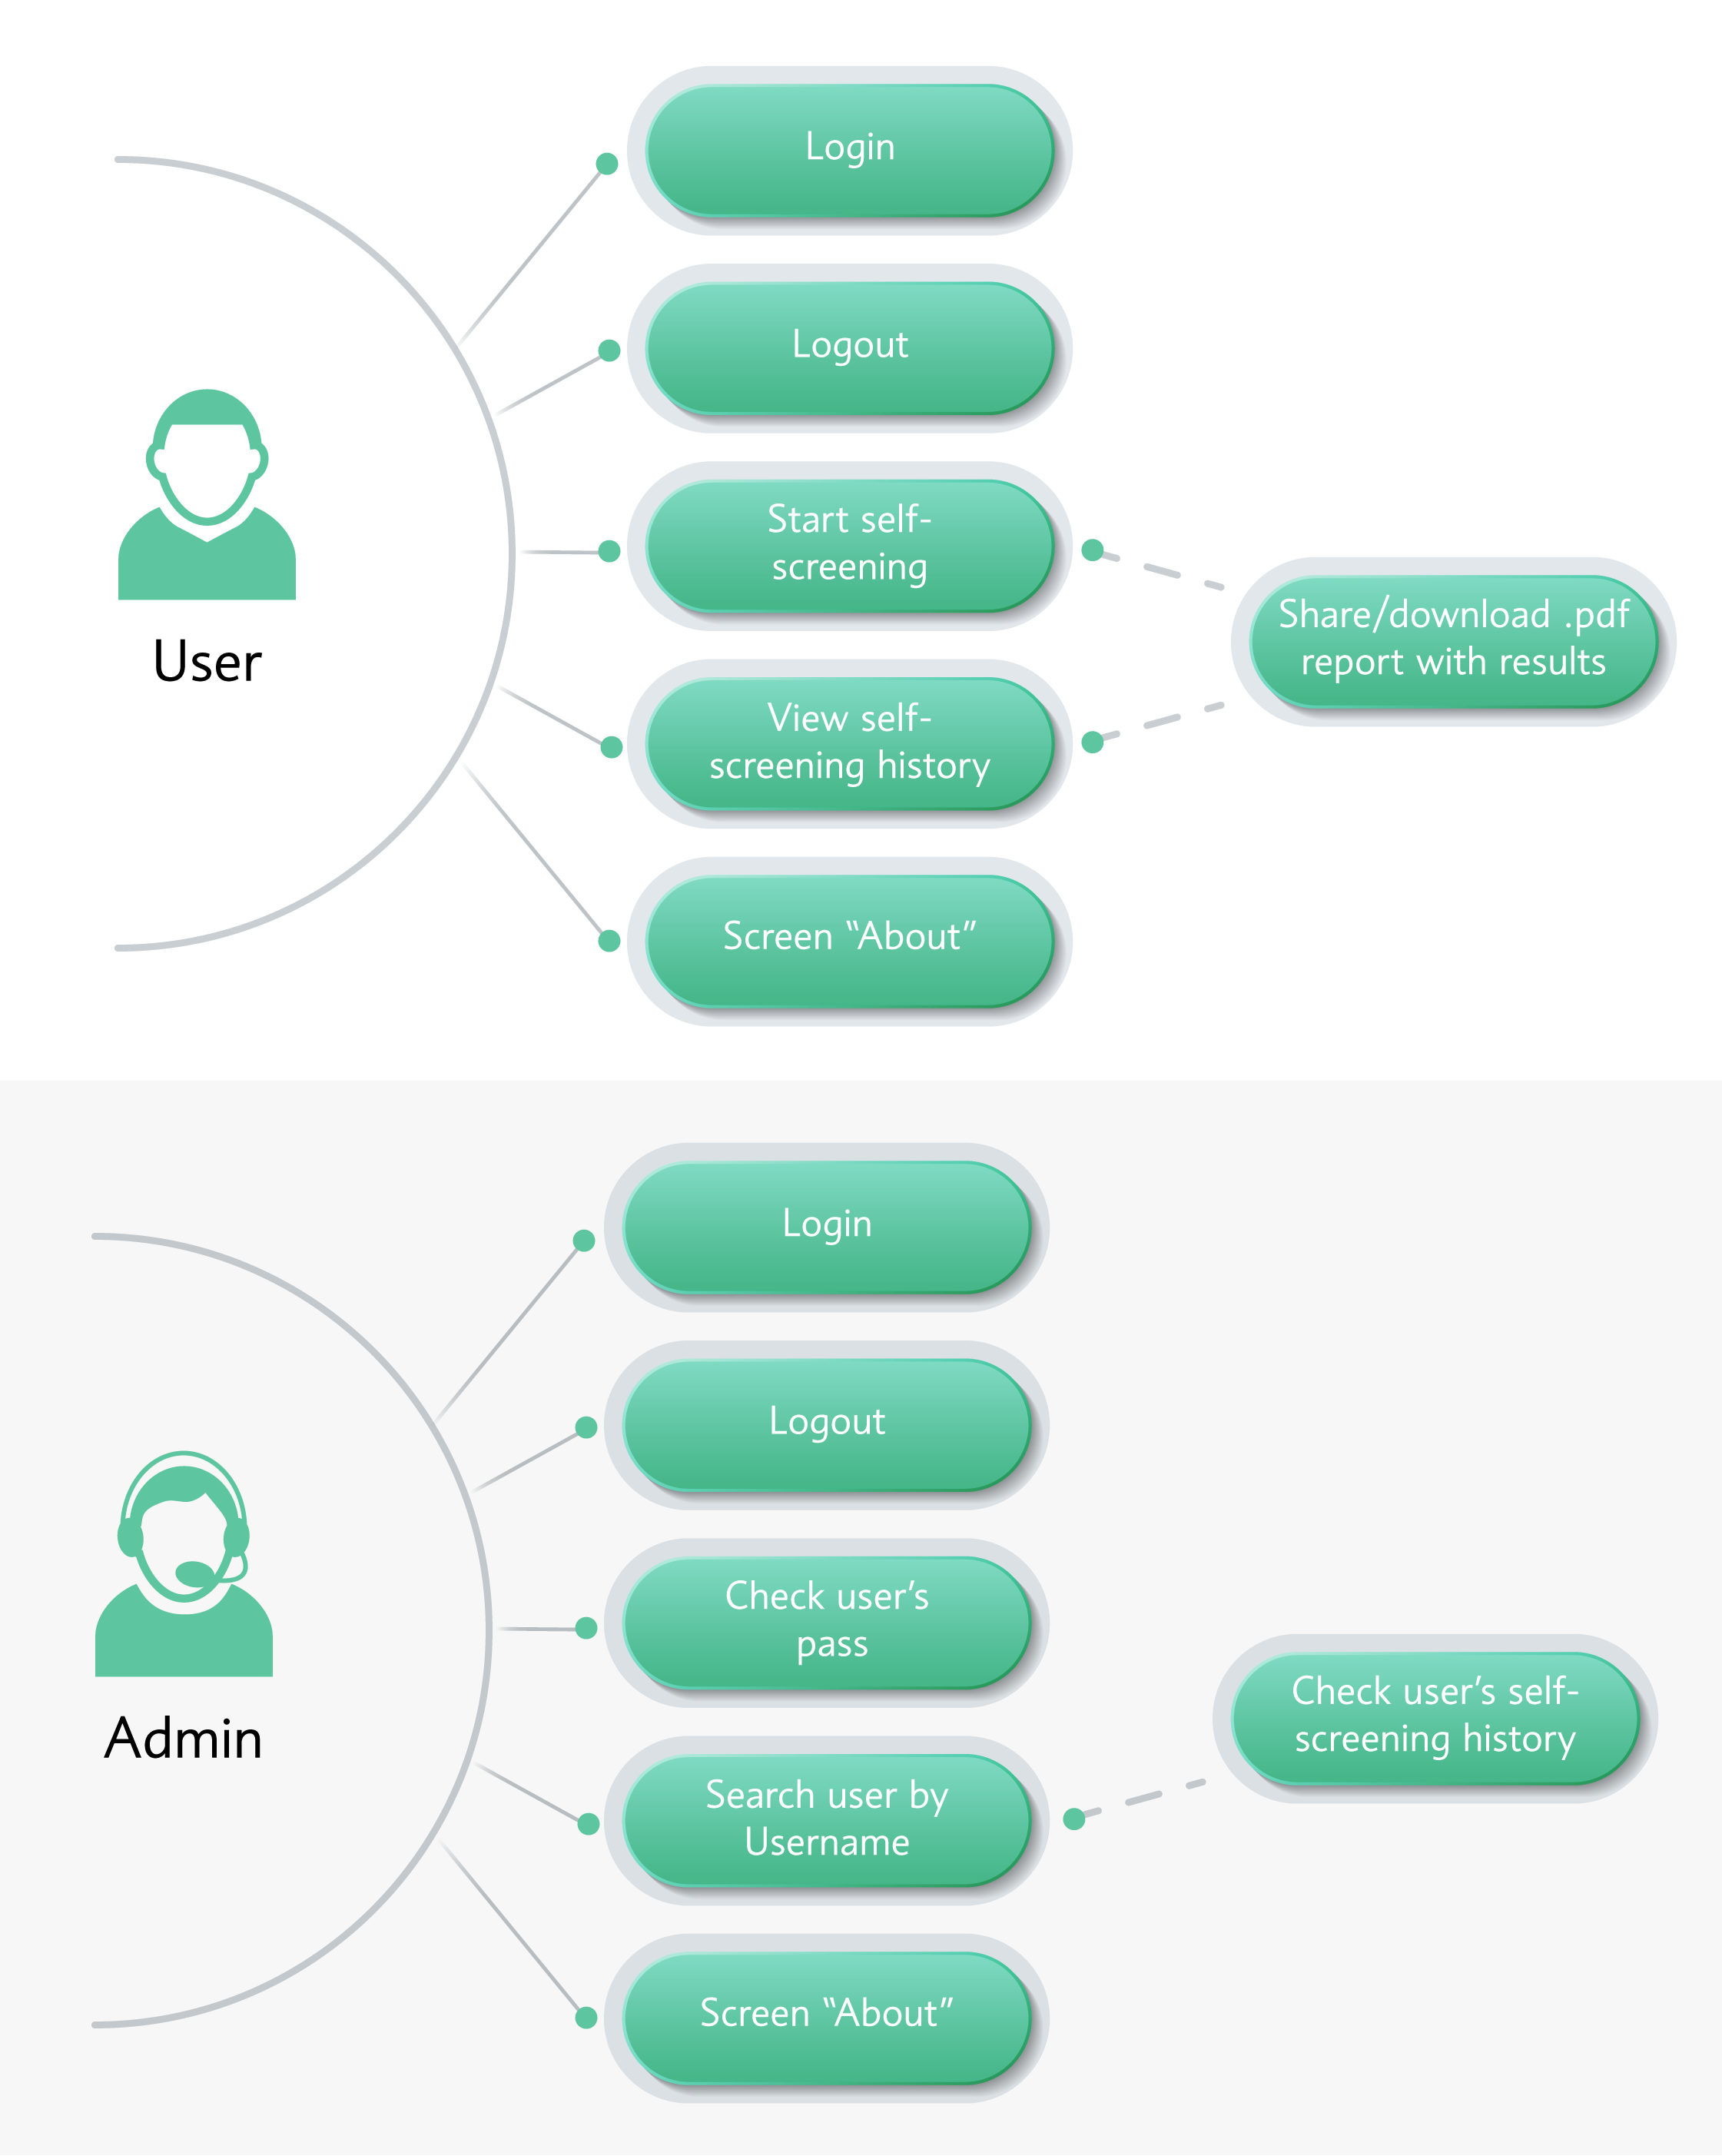 Login
Logout
Start self-
screening
Share/download .pdf
report with results
User
View self-
screening history
Screen “About”
Login
Logout
Check user’s
pass
Check user’s self-
screening history
Admin
Search user by
Username
Screen “About”